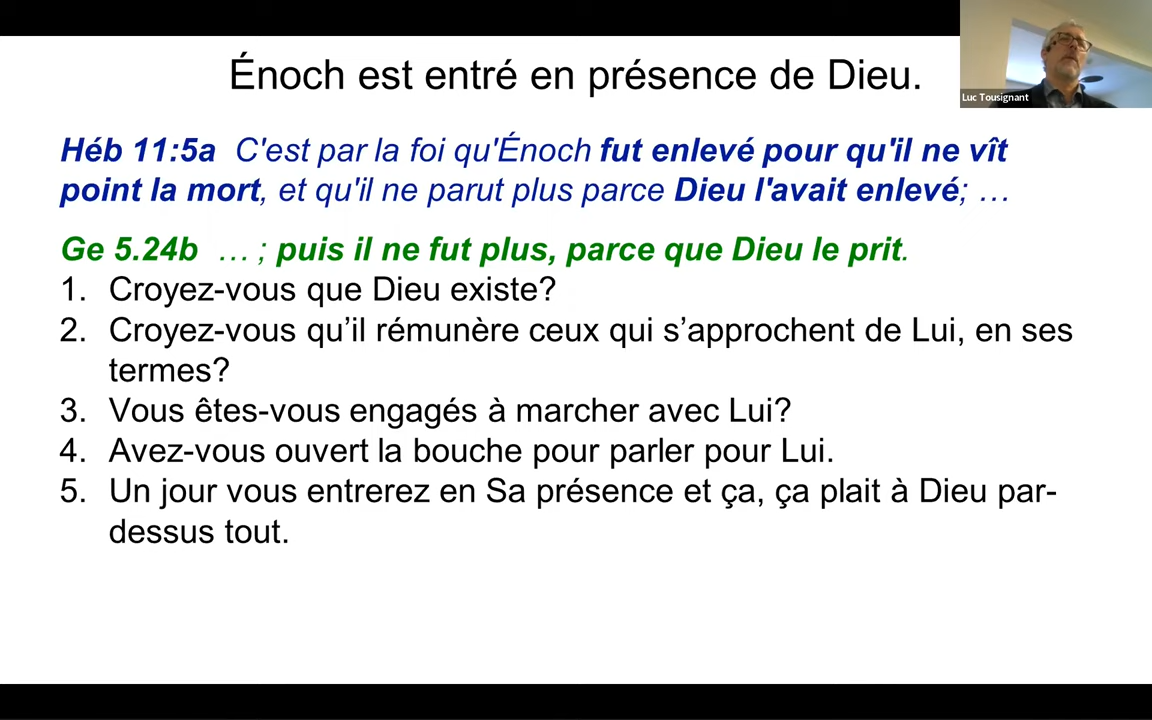 Énoch est entré en présence de Dieu.
Luc Tousignant
Héb 11:5a C'est par la foi qu'Énoch fut enlevé pour qu'il ne vît
point la mort, et qu'il ne parut plus parce Dieu l'avait enlevé; …
Ge 5.24b … ; puis il ne fut plus, parce que Dieu le prit.
1. Croyez-vous que Dieu existe?
2. Croyez-vous qu’il rémunère ceux qui s’approchent de Lui, en ses
termes?
3. Vous êtes-vous engagés à marcher avec Lui?
4. Avez-vous ouvert la bouche pour parler pour Lui.
5. Un jour vous entrerez en Sa présence et ça, ça plait à Dieu par-
dessus tout.